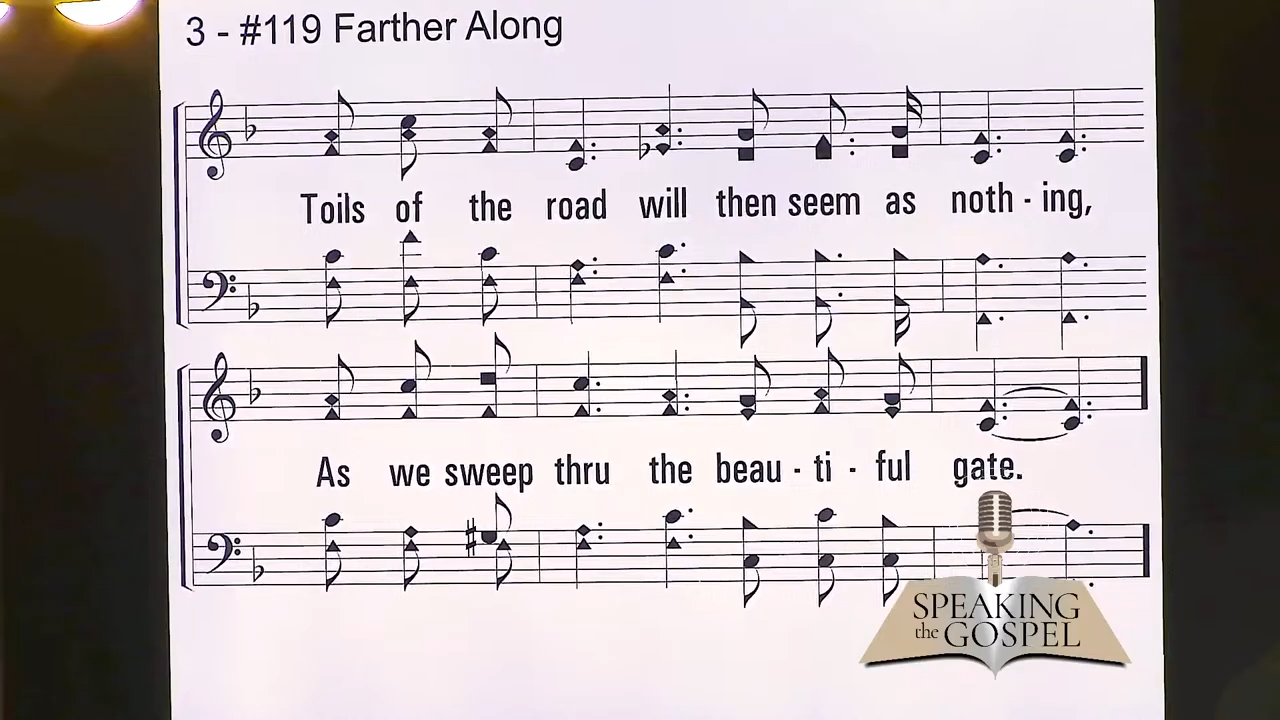 3 - #119 Farther Along
Toils of the road will then seem as noth - ing,
As we sweep thru the beau - ti - ful gate.
SPEAKING
the GOSPEL